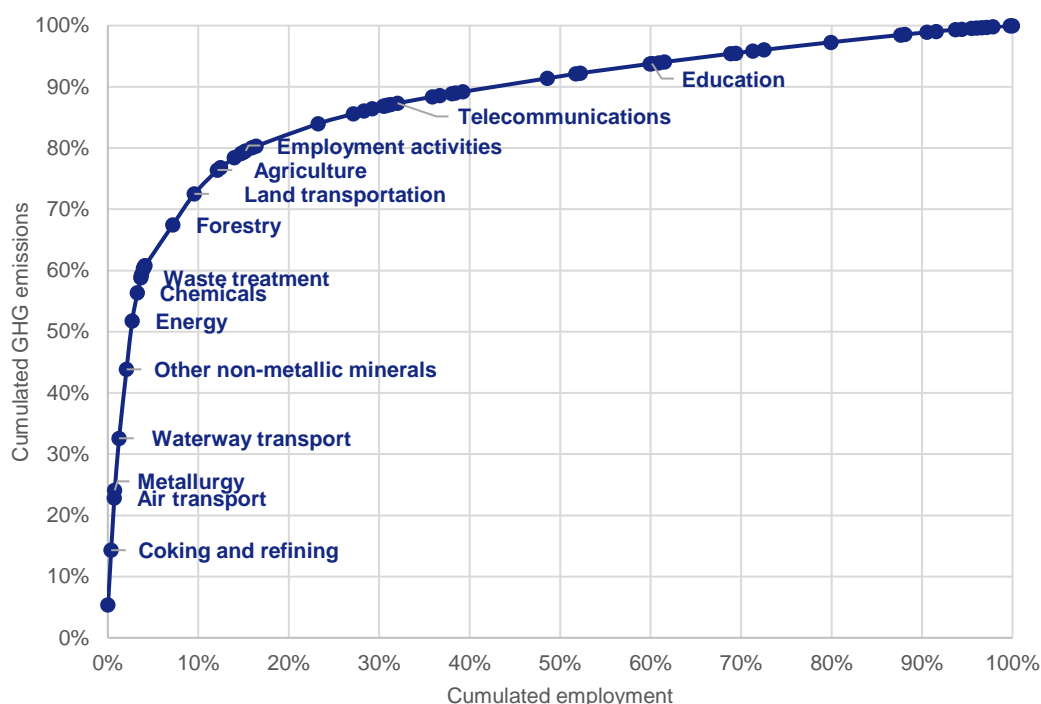 100%
90%
80%
70%
60%
50%
40%
30%
20%
10%
0%
Cumulated GHG emissions
Education
Telecommunications
Employment activities
Agriculture
Land transportation
Forestry
Waste treatment
Chemicals
Energy
Other non-metallic minerals
Waterway transport
Metallurgy
Air transport
Coking and refining
0% 10% 20% 30% 40% 50% 60% 70% 80% 90% 100%
Cumulated employment